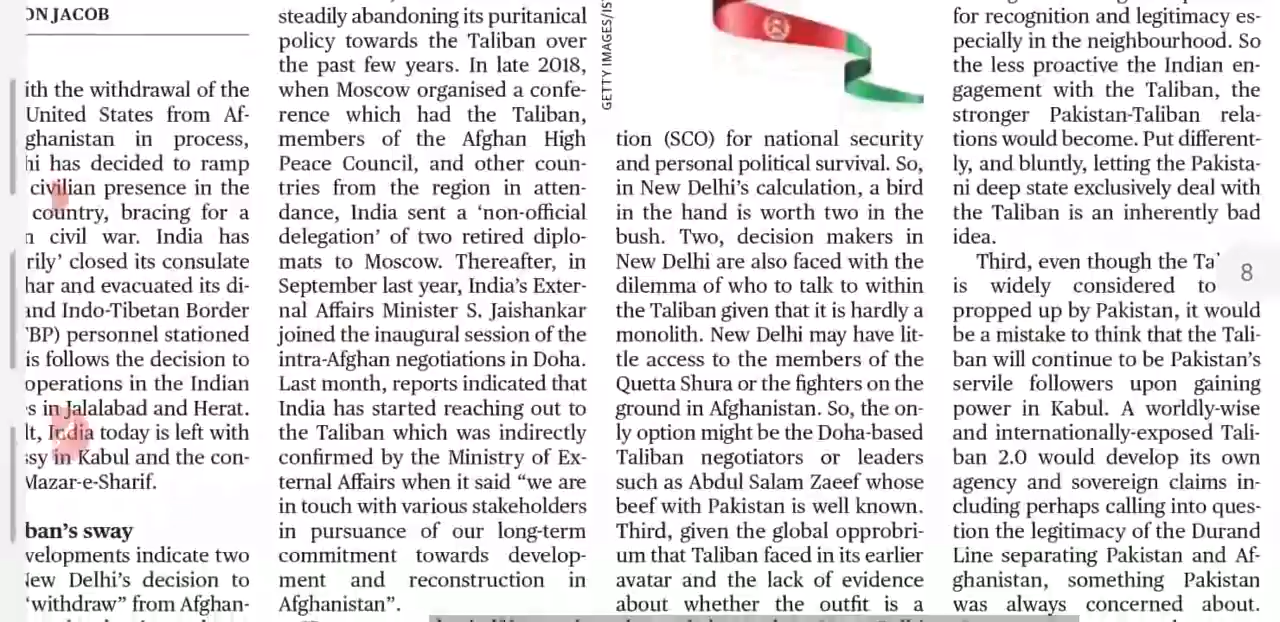 ON JACOB
ith the withdrawal of the
United States from Af-
ghanistan in process,
hi has decided to ramp
civilian presence in the
country, bracing for a
n civil war. India has
rily’ closed its consulate
har and evacuated its di-
and Indo-Tibetan Border
BP) personnel stationed
is follows the decision to
operations in the Indian
s in Jalalabad and Herat.
lt, India today is left with
ssy in Kabul and the con-
Mazar-e-Sharif.
ban’s sway
velopments indicate two
New Delhi’s decision to
“withdraw” from Afghan-
steadily abandoning its puritanical
policy towards the Taliban over
the past few years. In late 2018,
when Moscow organised a confe-
rence which had the Taliban,
members of the Afghan High
Peace Council, and other coun-
tries from the region in atten-
dance, India sent a ‘non-official
delegation’ of two retired diplo-
mats to Moscow. Thereafter, in
September last year, India’s Exter-
nal Affairs Minister S. Jaishankar
joined the inaugural session of the
intra-Afghan negotiations in Doha.
Last month, reports indicated that
India has started reaching out to
the Taliban which was indirectly
confirmed by the Ministry of Ex-
ternal Affairs when it said “we are
in touch with various stakeholders
in pursuance of our long-term
commitment towards develop-
ment and reconstruction in
Afghanistan”.
GETTY IMAGES/IS
tion (SCO) for national security
and personal political survival. So,
in New Delhi’s calculation, a bird
in the hand is worth two in the
bush. Two, decision makers in
New Delhi are also faced with the
dilemma of who to talk to within
the Taliban given that it is hardly a
monolith. New Delhi may have lit-
tle access to the members of the
Quetta Shura or the fighters on the
ground in Afghanistan. So, the on-
ly option might be the Doha-based
Taliban negotiators or leaders
such as Abdul Salam Zaeef whose
beef with Pakistan is well known.
Third, given the global opprobri-
um that Taliban faced in its earlier
avatar and the lack of evidence
about whether the outfit is a
for recognition and legitimacy es-
pecially in the neighbourhood. So
the less proactive the Indian en-
gagement with the Taliban, the
stronger Pakistan-Taliban rela-
tions would become. Put different-
ly, and bluntly, letting the Pakista-
ni deep state exclusively deal with
the Taliban is an inherently bad
idea.
Third, even though the Ta
is widely considered to
propped up by Pakistan, it would
be a mistake to think that the Tali-
ban will continue to be Pakistan’s
servile followers upon gaining
power in Kabul. A worldly-wise
and internationally-exposed Tali-
ban 2.0 would develop its own
agency and sovereign claims in-
cluding perhaps calling into ques-
tion the legitimacy of the Durand
Line separating Pakistan and Af-
ghanistan, something Pakistan
was always concerned about.
8